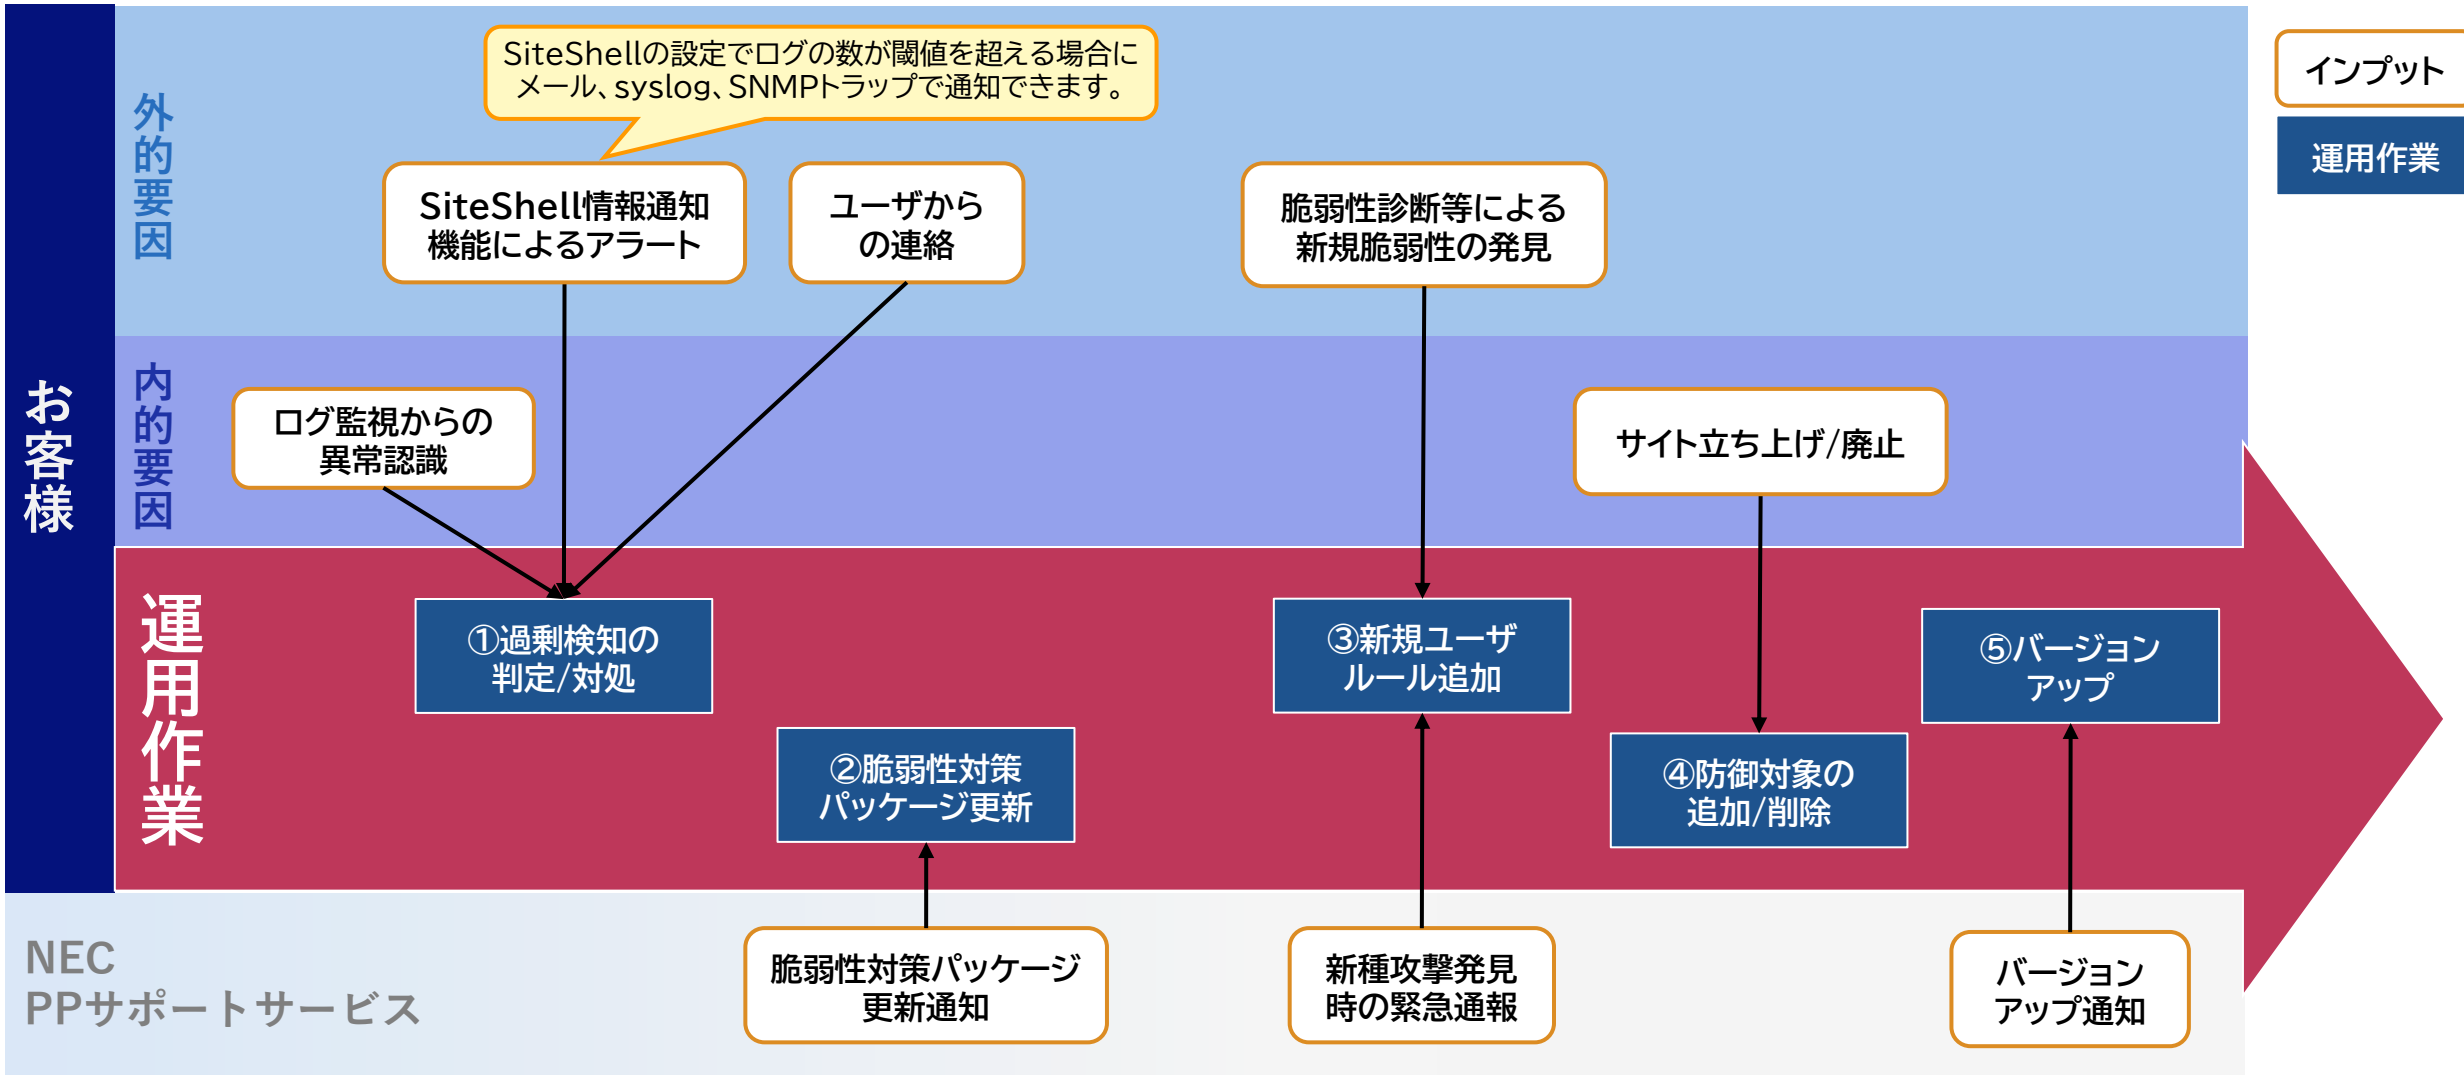 SiteShellの設定でログの数が閾値を超える場合に
メール、syslog、SNMPトラップで通知できます。
インプット
運用作業
お客様
外的要因
SiteShell情報通知
機能によるアラート
ユーザから
の連絡
脆弱性診断等による
新規脆弱性の発見
内的要因
ログ監視からの
異常認識
サイト立ち上げ/廃止
運用作業
①過剰検知の
判定/対処
②脆弱性対策
パッケージ更新
③新規ユーザ
ルール追加
④防御対象の
追加/削除
⑤バージョン
アップ
NEC
PPサポートサービス
脆弱性対策パッケージ
更新通知
新種攻撃発見
時の緊急通報
バージョン
アップ通知